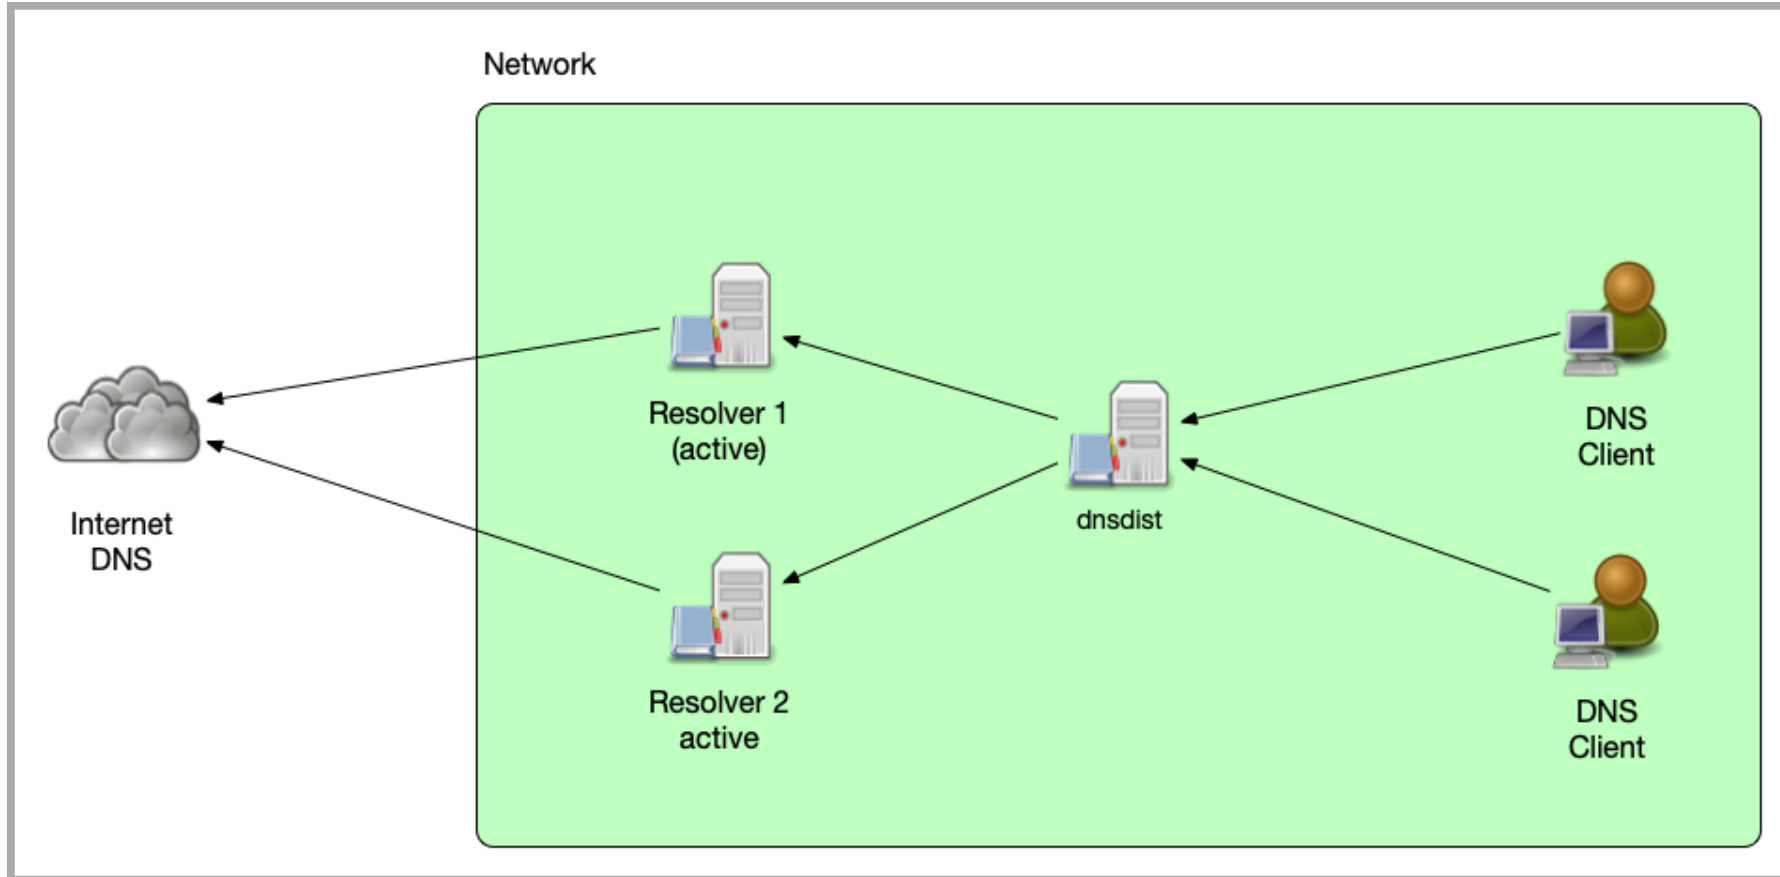 Network
Resolver 1
(active)
DNS
Client
dnsdist
Internet
DNS
Resolver 2
active
DNS
Client